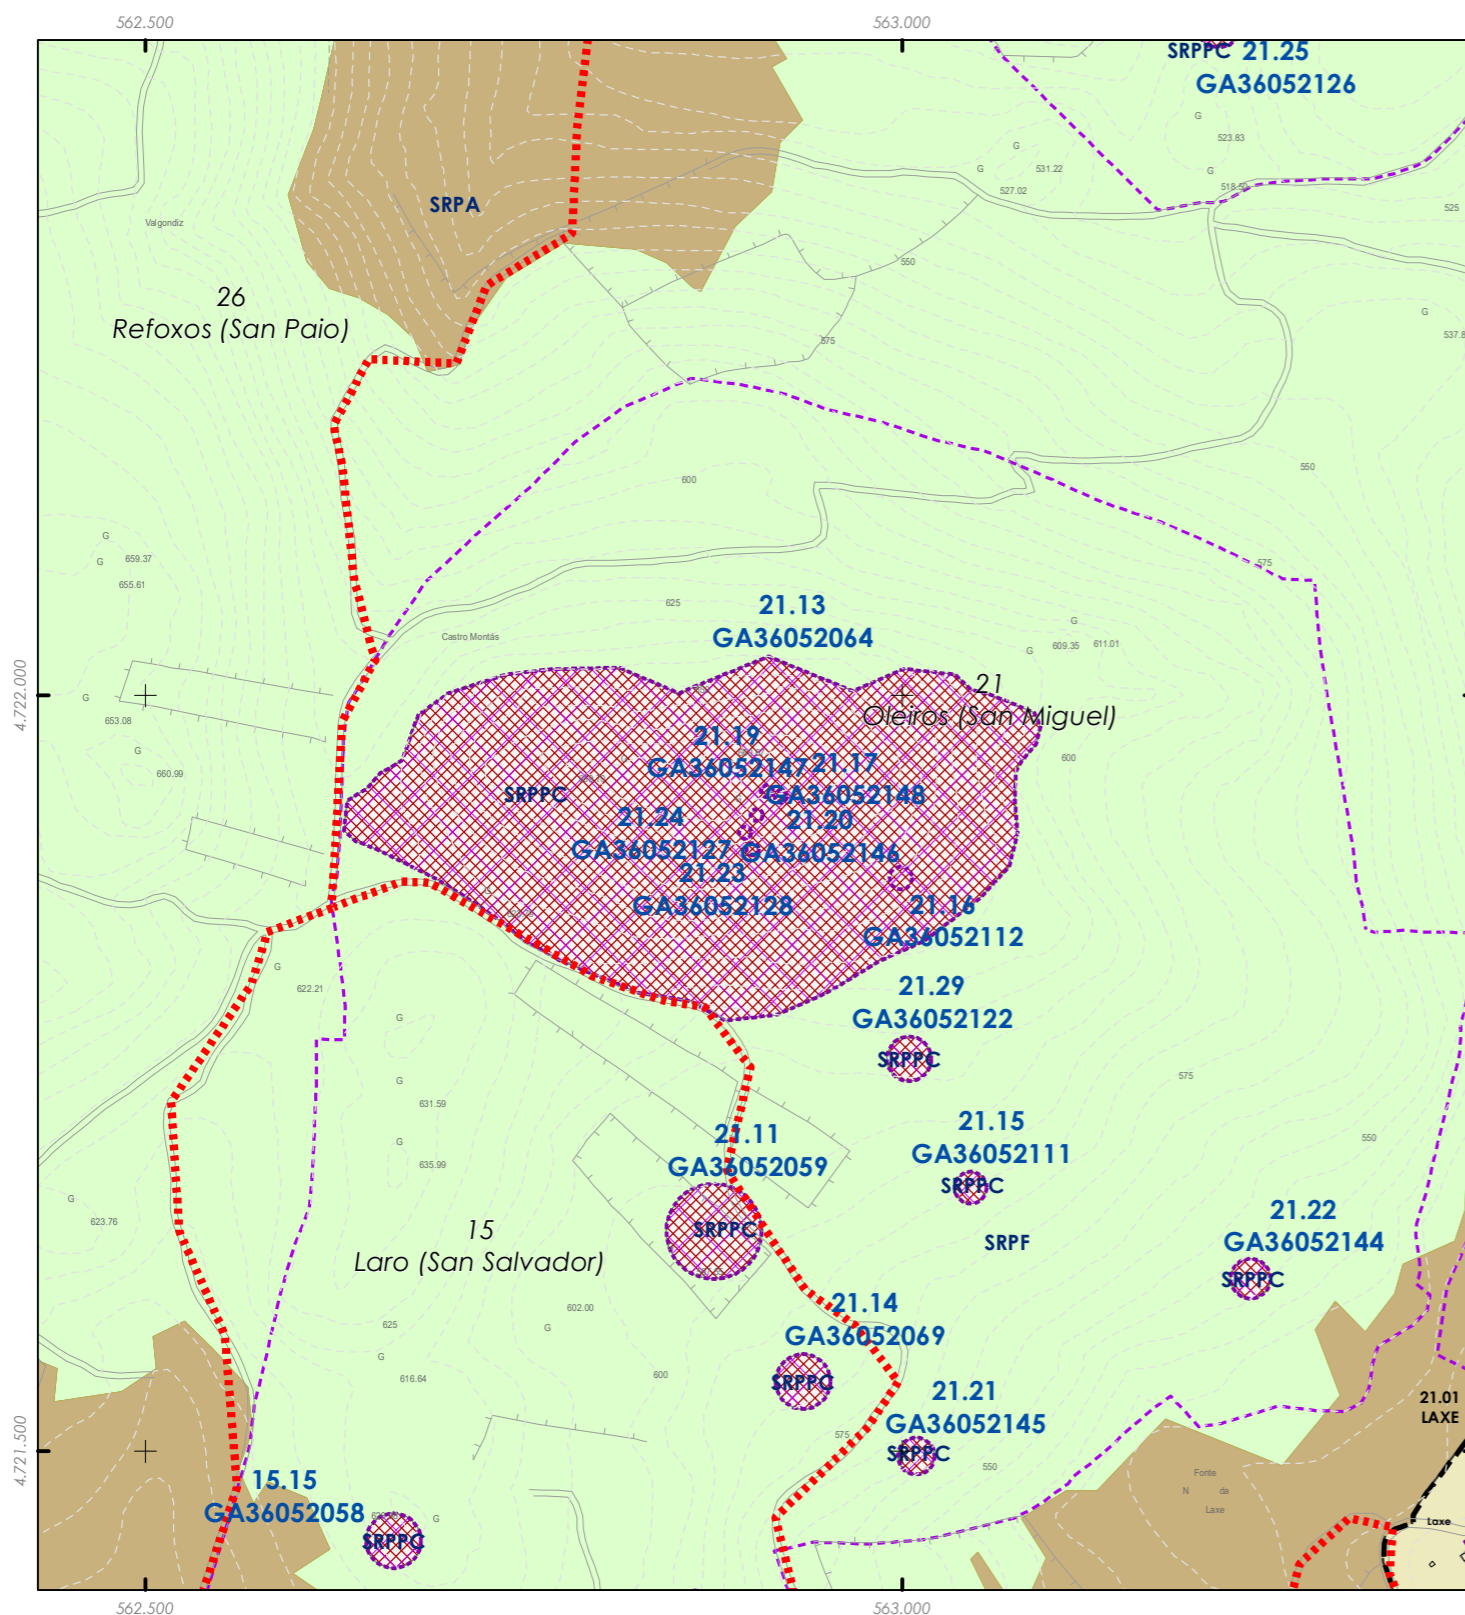 562.500
563.000
SRPPC 21.25
GA36052126
G
523.83
G
531.22
G
527.02
G
518.50
525
SRPA
Valgondiz
550
26
Refoxos (San Paio)
G
537.8
575
550
600
G
659.37
G
655.61
575
625
21.13
GA36052064
Castro Montás
G
609.35
611.01
G
4.722.000
G
653.08
21
Oleiros (San Miguel)
G
660.99
21.19
GA36052147
21.17
GA36052148
600
SRPPC
21.24
GA36052127
21.20
GA36052146
21.23
GA36052128
G
21.16
GA36052112
G
622.21
21.29
GA36052122
SRPPC
G
G
631.59
575
G
635.99
21.11
GA36052059
SRPPC
21.15
GA36052111
SRPPC
550
G
623.76
15
Laro (San Salvador)
SRPF
21.22
GA36052144
SRPPC
602.00
G
625
G
616.64
21.14
GA36052069
SRPPC
600
21.21
GA36052145
SRPPC
575
550
21.01
LAXE
4.721.500
15.15
GA36052058
SRPPC
G
Fonte
N da
Laxe
Laxe
562.500
563.000